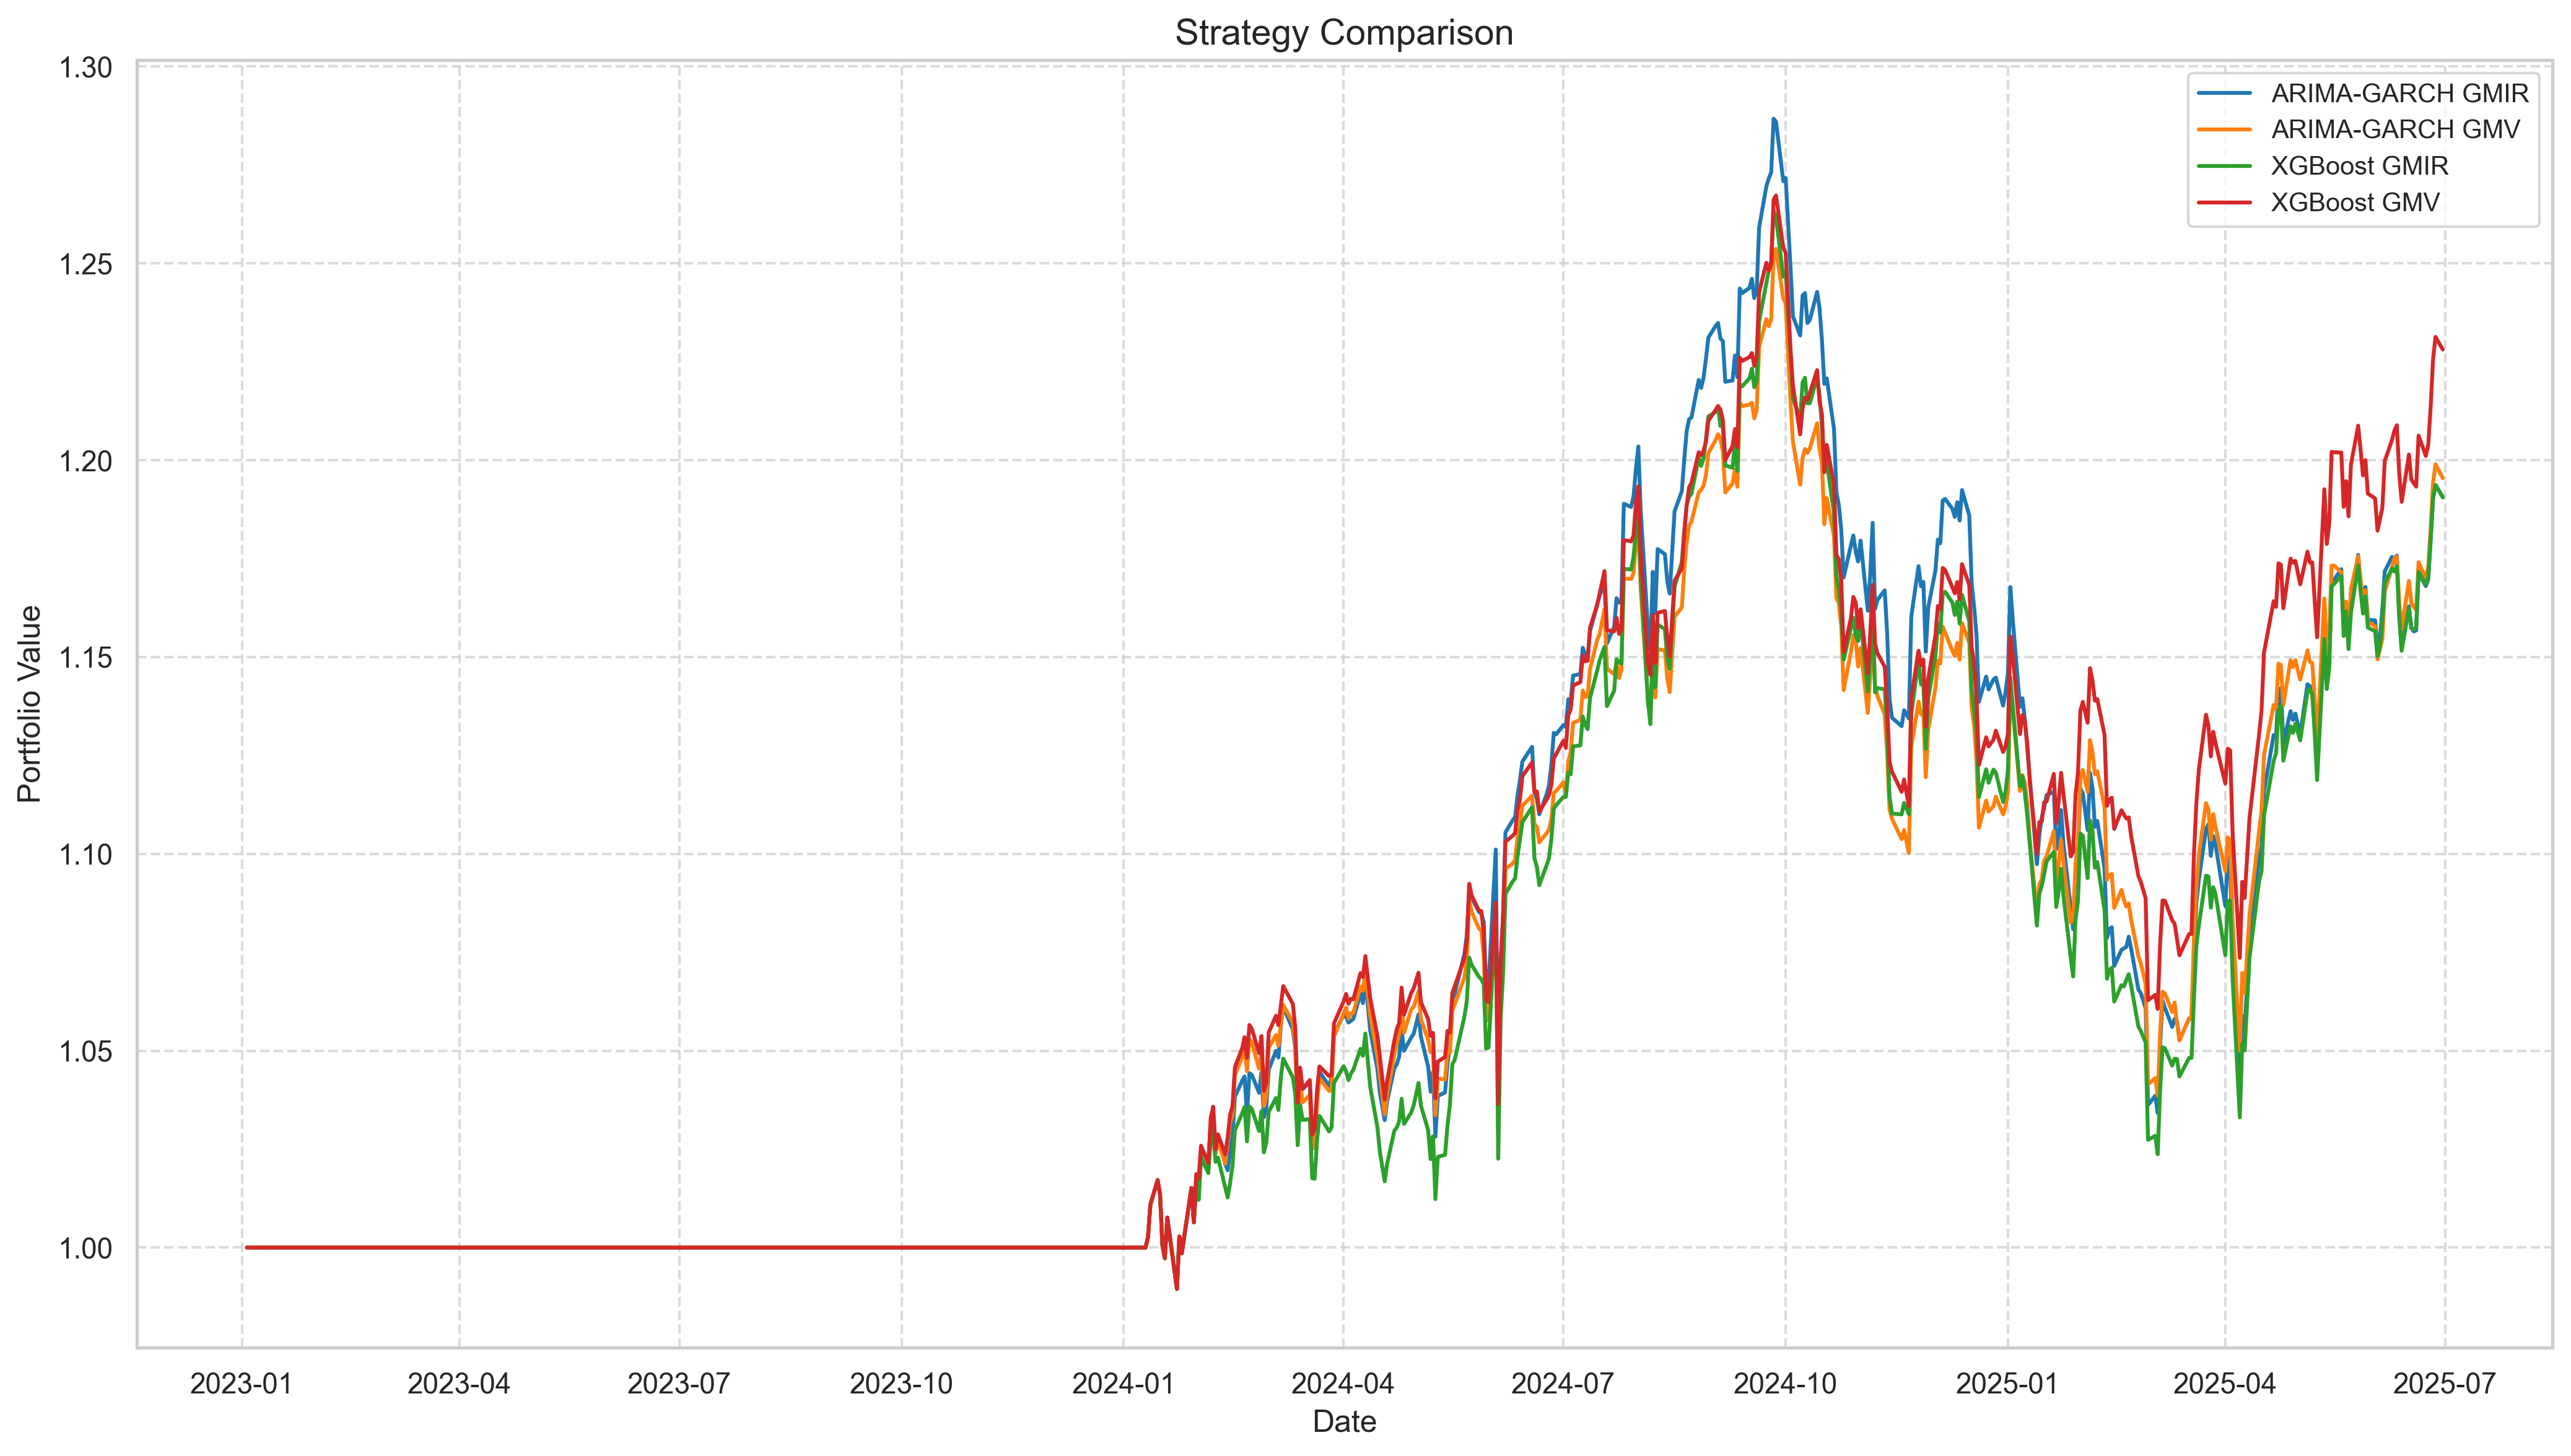 Strategy Comparison
ARIMA-GARCH GMIR
ARIMA-GARCH GMV
XGBoost GMIR
XGBoost GMV
Portfolio Value
1.30
1.25
1.20
1.15
1.10
1.05
1.00
2023-01 2023-04 2023-07 2023-10 2024-01 2024-04 2024-07 2024-10 2025-01 2025-04 2025-07
Date